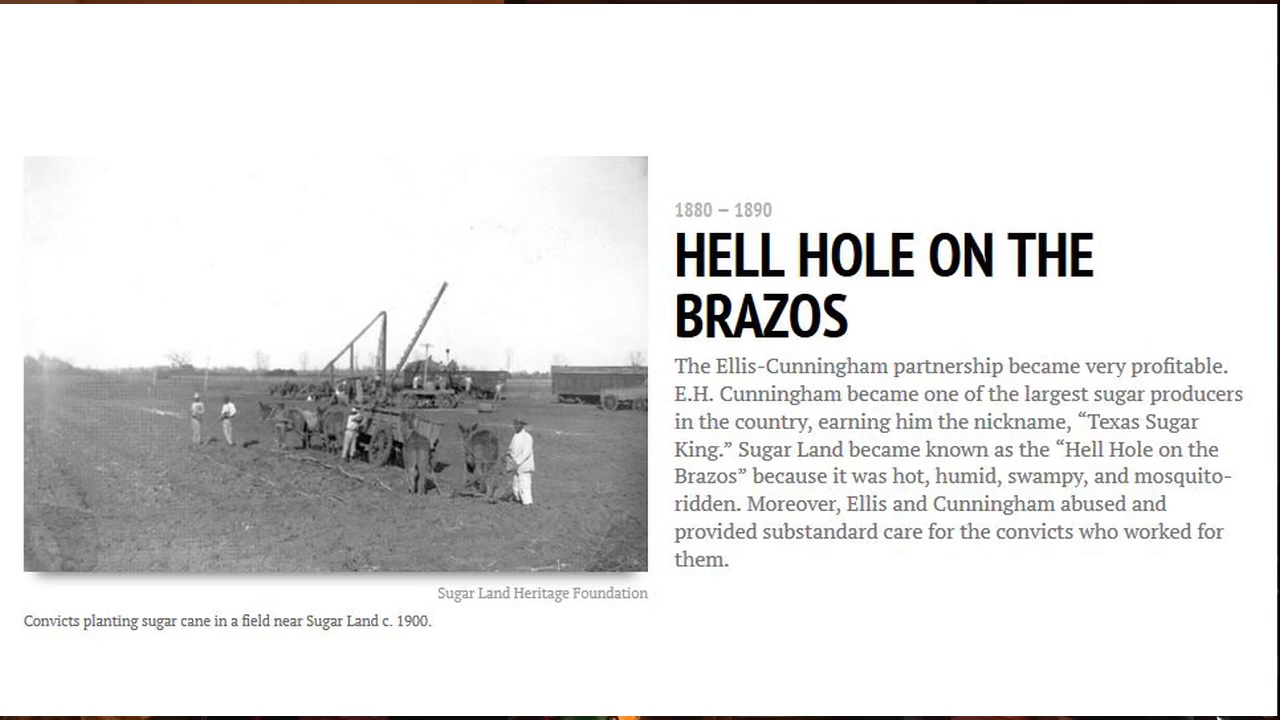 1880 – 1890
HELL HOLE ON THE
BRAZOS
The Ellis-Cunningham partnership became very profitable.
E.H. Cunningham became one of the largest sugar producers
in the country, earning him the nickname, “Texas Sugar
King.” Sugar Land became known as the “Hell Hole on the
Brazos” because it was hot, humid, swampy, and mosquito-
ridden. Moreover, Ellis and Cunningham abused and
provided substandard care for the convicts who worked for
them.
Sugar Land Heritage Foundation
Convicts planting sugar cane in a field near Sugar Land c. 1900.